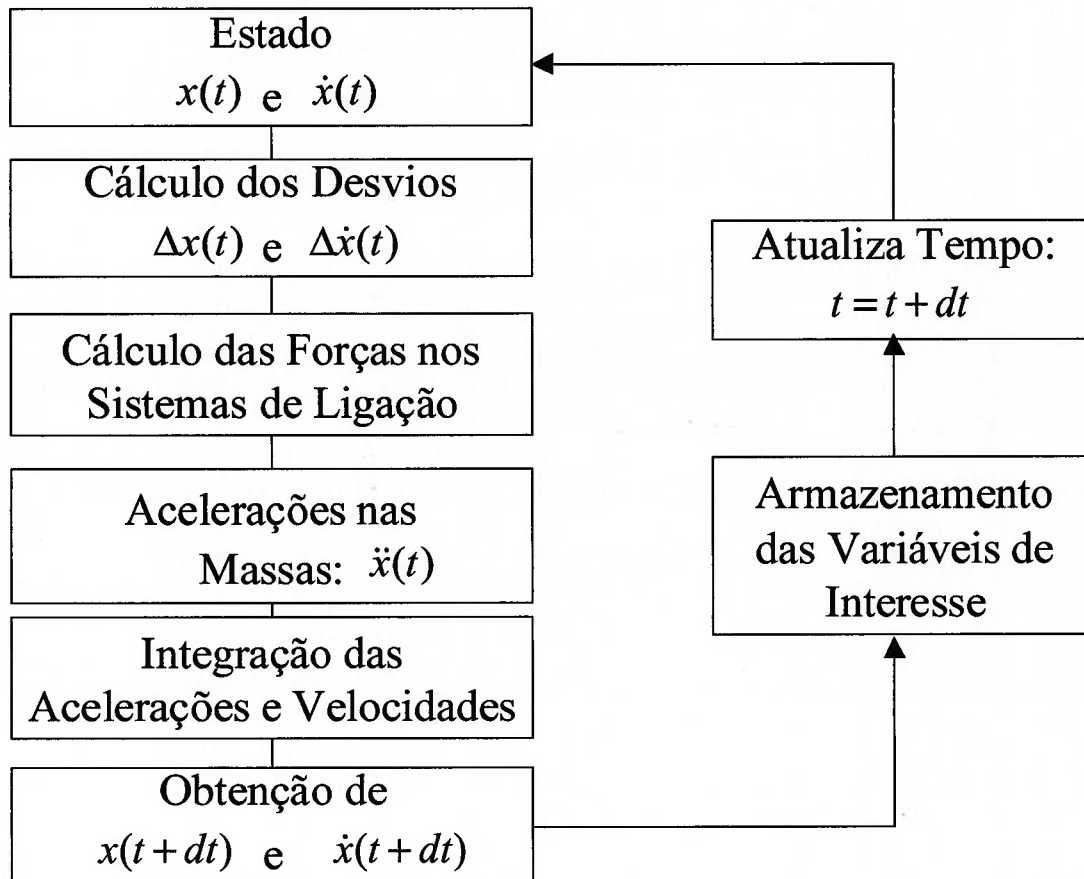 Estado
x(t) e ẋ(t)
Cálculo dos Desvios
Δx(t) e Δẋ(t)
Cálculo das Forças nos
Sistemas de Ligação
Acelerações nas
Massas: ẍ(t)
Integração das
Acelerações e Velocidades
Obtenção de
x(t+dt) e ẋ(t+dt)
Armazenamento
das Variáveis de
Interesse
Atualiza Tempo:
t = t + dt